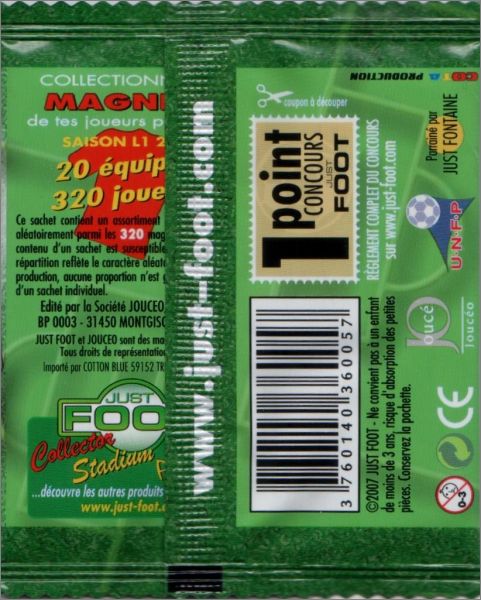 COLLECTIONN
MAGNE
de tes joueurs p
SAISON L1 2
20 équip
320 joue
Ce sachet contient un assortiment
aléatoirement parmi les 320 mag
contenu d'un sachet est susceptible
répartition reflète le caractère aléato
production, aucune proportion n'est g
d'un sachet individuel.
Edité par la Société JOUCEO
BP 0003 - 31450 MONTGISC
JUST FOOT et JOUCEO sont des mar
Tous droits de représentation
Importé par COTTON BLUE 59152 TR
JUST
FOOT
Collector
Stadium
...découvre les autres produits
www.just-foot.c
www.just-foot.com
coupon à découper
1 point
CONCOURS
JUST
FOOT
RÈGLEMENT COMPLET DU CONCOURS
sur www.just-foot.com
PRODUCTION
Parrainé par
JUST FONTAINE
U·N·F·P
Joucé
Jouceo
3 760140 360057
©2007 JUST FOOT - Ne convient pas à un enfant
de moins de 3 ans, risque d'absorption des petites
pièces. Conservez la pochette.
CE
0-3